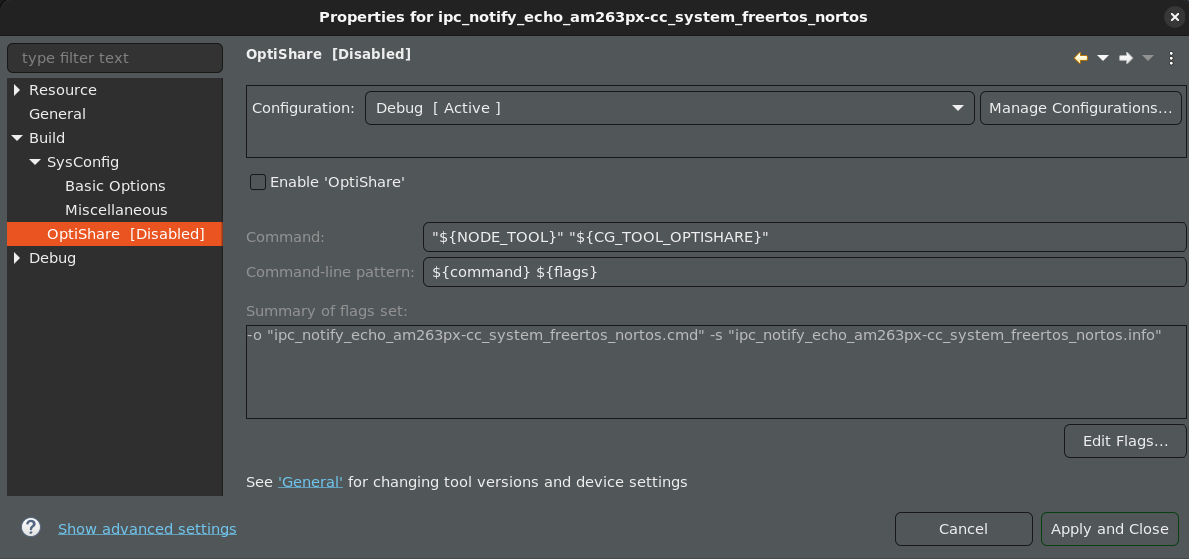 Properties for ipc_notify_echo_am263px-cc_system_freertos_nortos
type filter text
Resource
General
Build
SysConfig
Basic Options
Miscellaneous
OptiShare  [Disabled]
Debug
OptiShare  [Disabled]
Configuration:
Debug  [ Active ]
Manage Configurations...
Enable 'OptiShare'
Command:
"${NODE_TOOL}" "${CG_TOOL_OPTISHARE}"
Command-line pattern:
${command} ${flags}
Summary of flags set:
-o "ipc_notify_echo_am263px-cc_system_freertos_nortos.cmd" -s "ipc_notify_echo_am263px-cc_system_freertos_nortos.info"
Edit Flags...
See 'General' for changing tool versions and device settings
Show advanced settings
Cancel
Apply and Close